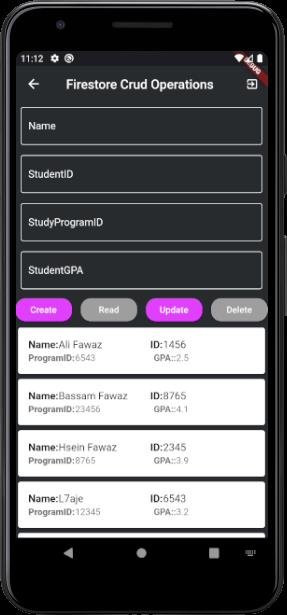 11:12
DEBUG
Firestore Crud Operations
Name
StudentID
StudyProgramID
StudentGPA
Create Read Update Delete
Name:Ali Fawaz ID:1456
ProgramID:6543 GPA::2.5
Name:Bassam Fawaz ID:8765
ProgramID:23456 GPA::4.1
Name:Hsein Fawaz ID:2345
ProgramID:8765 GPA::3.9
Name:L7aje ID:6543
ProgramID:12345 GPA::3.2